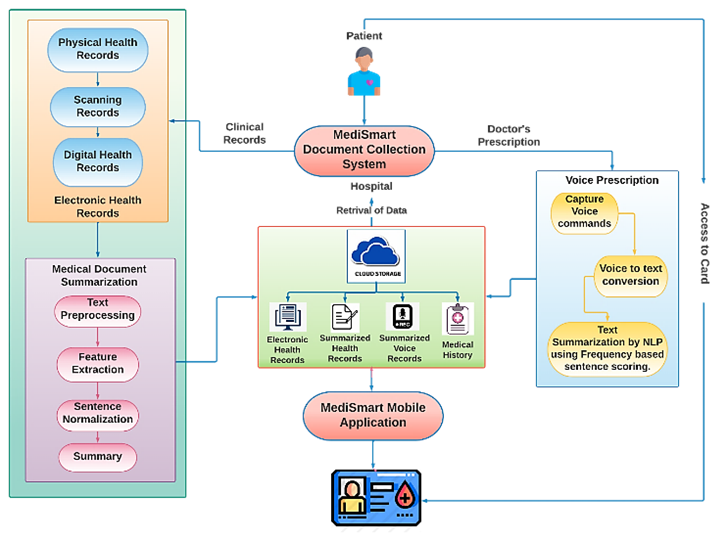 Physical Health
Records
Scanning
Records
Digital Health
Records
Electronic Health
Records
Medical Document
Summarization
Text
Preprocessing
Feature
Extraction
Sentence
Normalization
Summary
Patient
Clinical
Records
MediSmart
Document Collection
System
Doctor's
Prescription
Hospital
Retrival of Data
CLOUD STORAGE
REC
Electronic
Health
Records
Summarized
Health
Records
Summarized
Voice
Records
Medical
History
MediSmart Mobile
Application
Voice Prescription
Capture
Voice
commands
Voice to text
conversion
Text
Summarization by NLP
using Frequency based
sentence scoring.
Access to Card